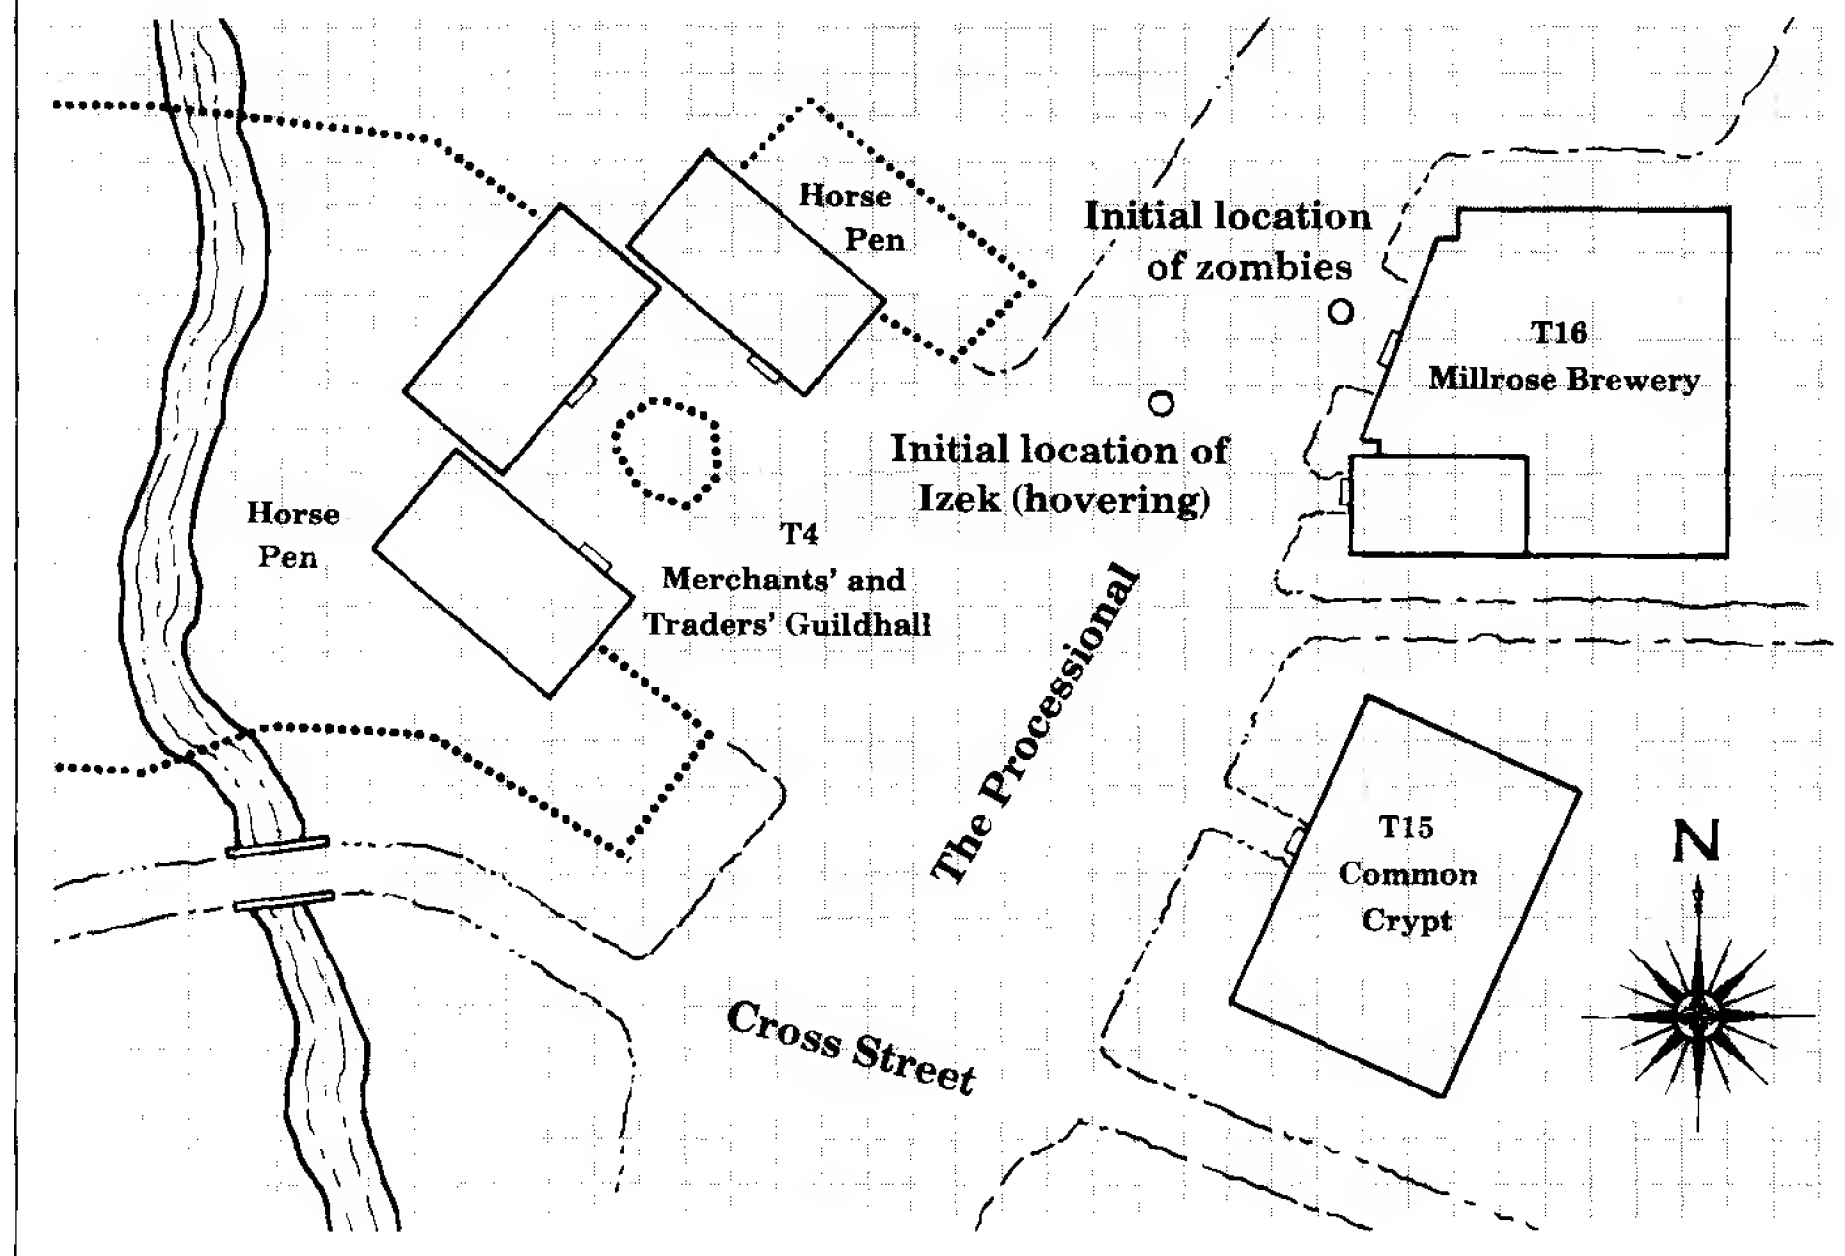 Horse
Pen
Initial location
of zombies
T16
Millrose Brewery
Initial location of
Izek (hovering)
Horse
Pen
T4
Merchants' and
Traders' Guildhall
The Processional
T15
Common
Crypt
N
Cross Street